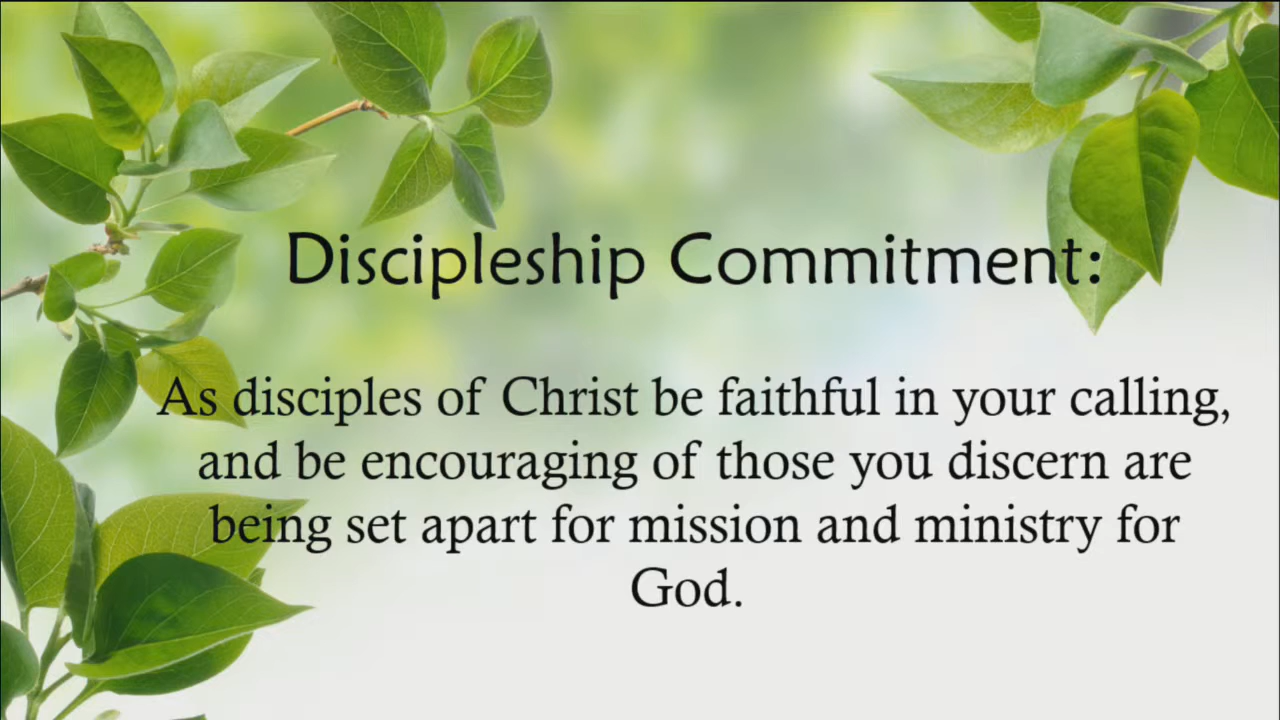 Discipleship Commitment:
As disciples of Christ be faithful in your calling,
and be encouraging of those you discern are
being set apart for mission and ministry for
God.